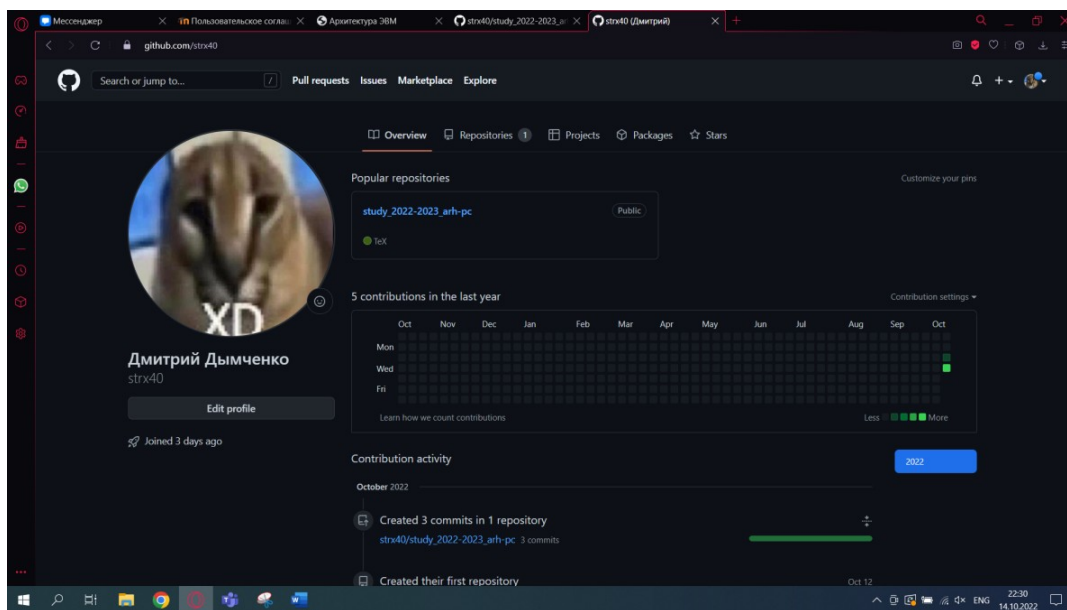 Мессенджер
Пользовательское соглаш
Архитектура ЭВМ
strx40/study_2022-2023_ar
strx40 (Дмитрий)
github.com/strx40
Search or jump to...
/
Pull requests Issues Marketplace Explore
Overview Repositories 1 Projects Packages Stars
Popular repositories
Customize your pins
study_2022-2023_arh-pc
Public
TeX
XD
5 contributions in the last year
Contribution settings
Oct Nov Dec Jan Feb Mar Apr May Jun Jul Aug Sep Oct
Mon
Wed
Fri
Learn how we count contributions
Less More
Дмитрий Дымченко
strx40
Edit profile
Joined 3 days ago
Contribution activity
2022
October 2022
Created 3 commits in 1 repository
strx40/study_2022-2023_arh-pc 3 commits
Created their first repository
Oct 12
ENG
22:30
14.10.2022